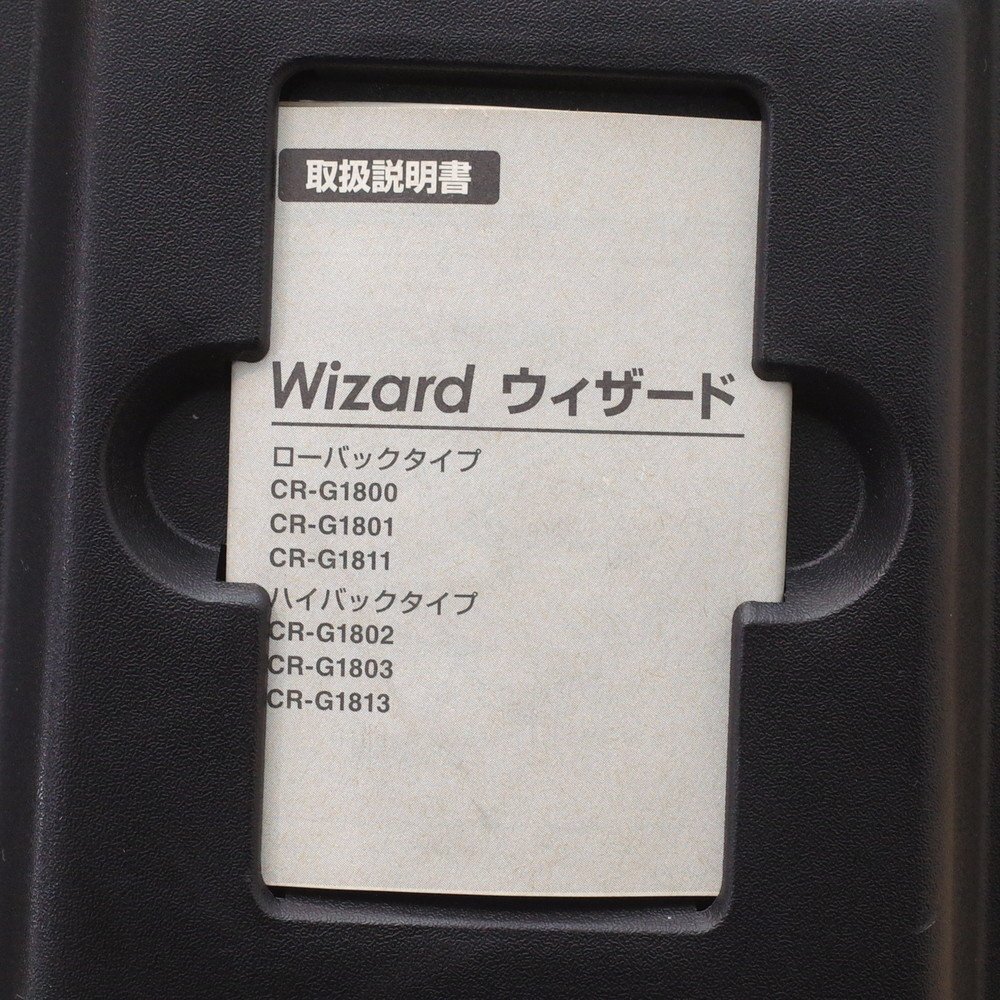 取扱説明書
Wizard ウィザード
ローバックタイプ
CR-G1800
CR-G1801
CR-G1811
ハイバックタイプ
CR-G1802
CR-G1803
CR-G1813